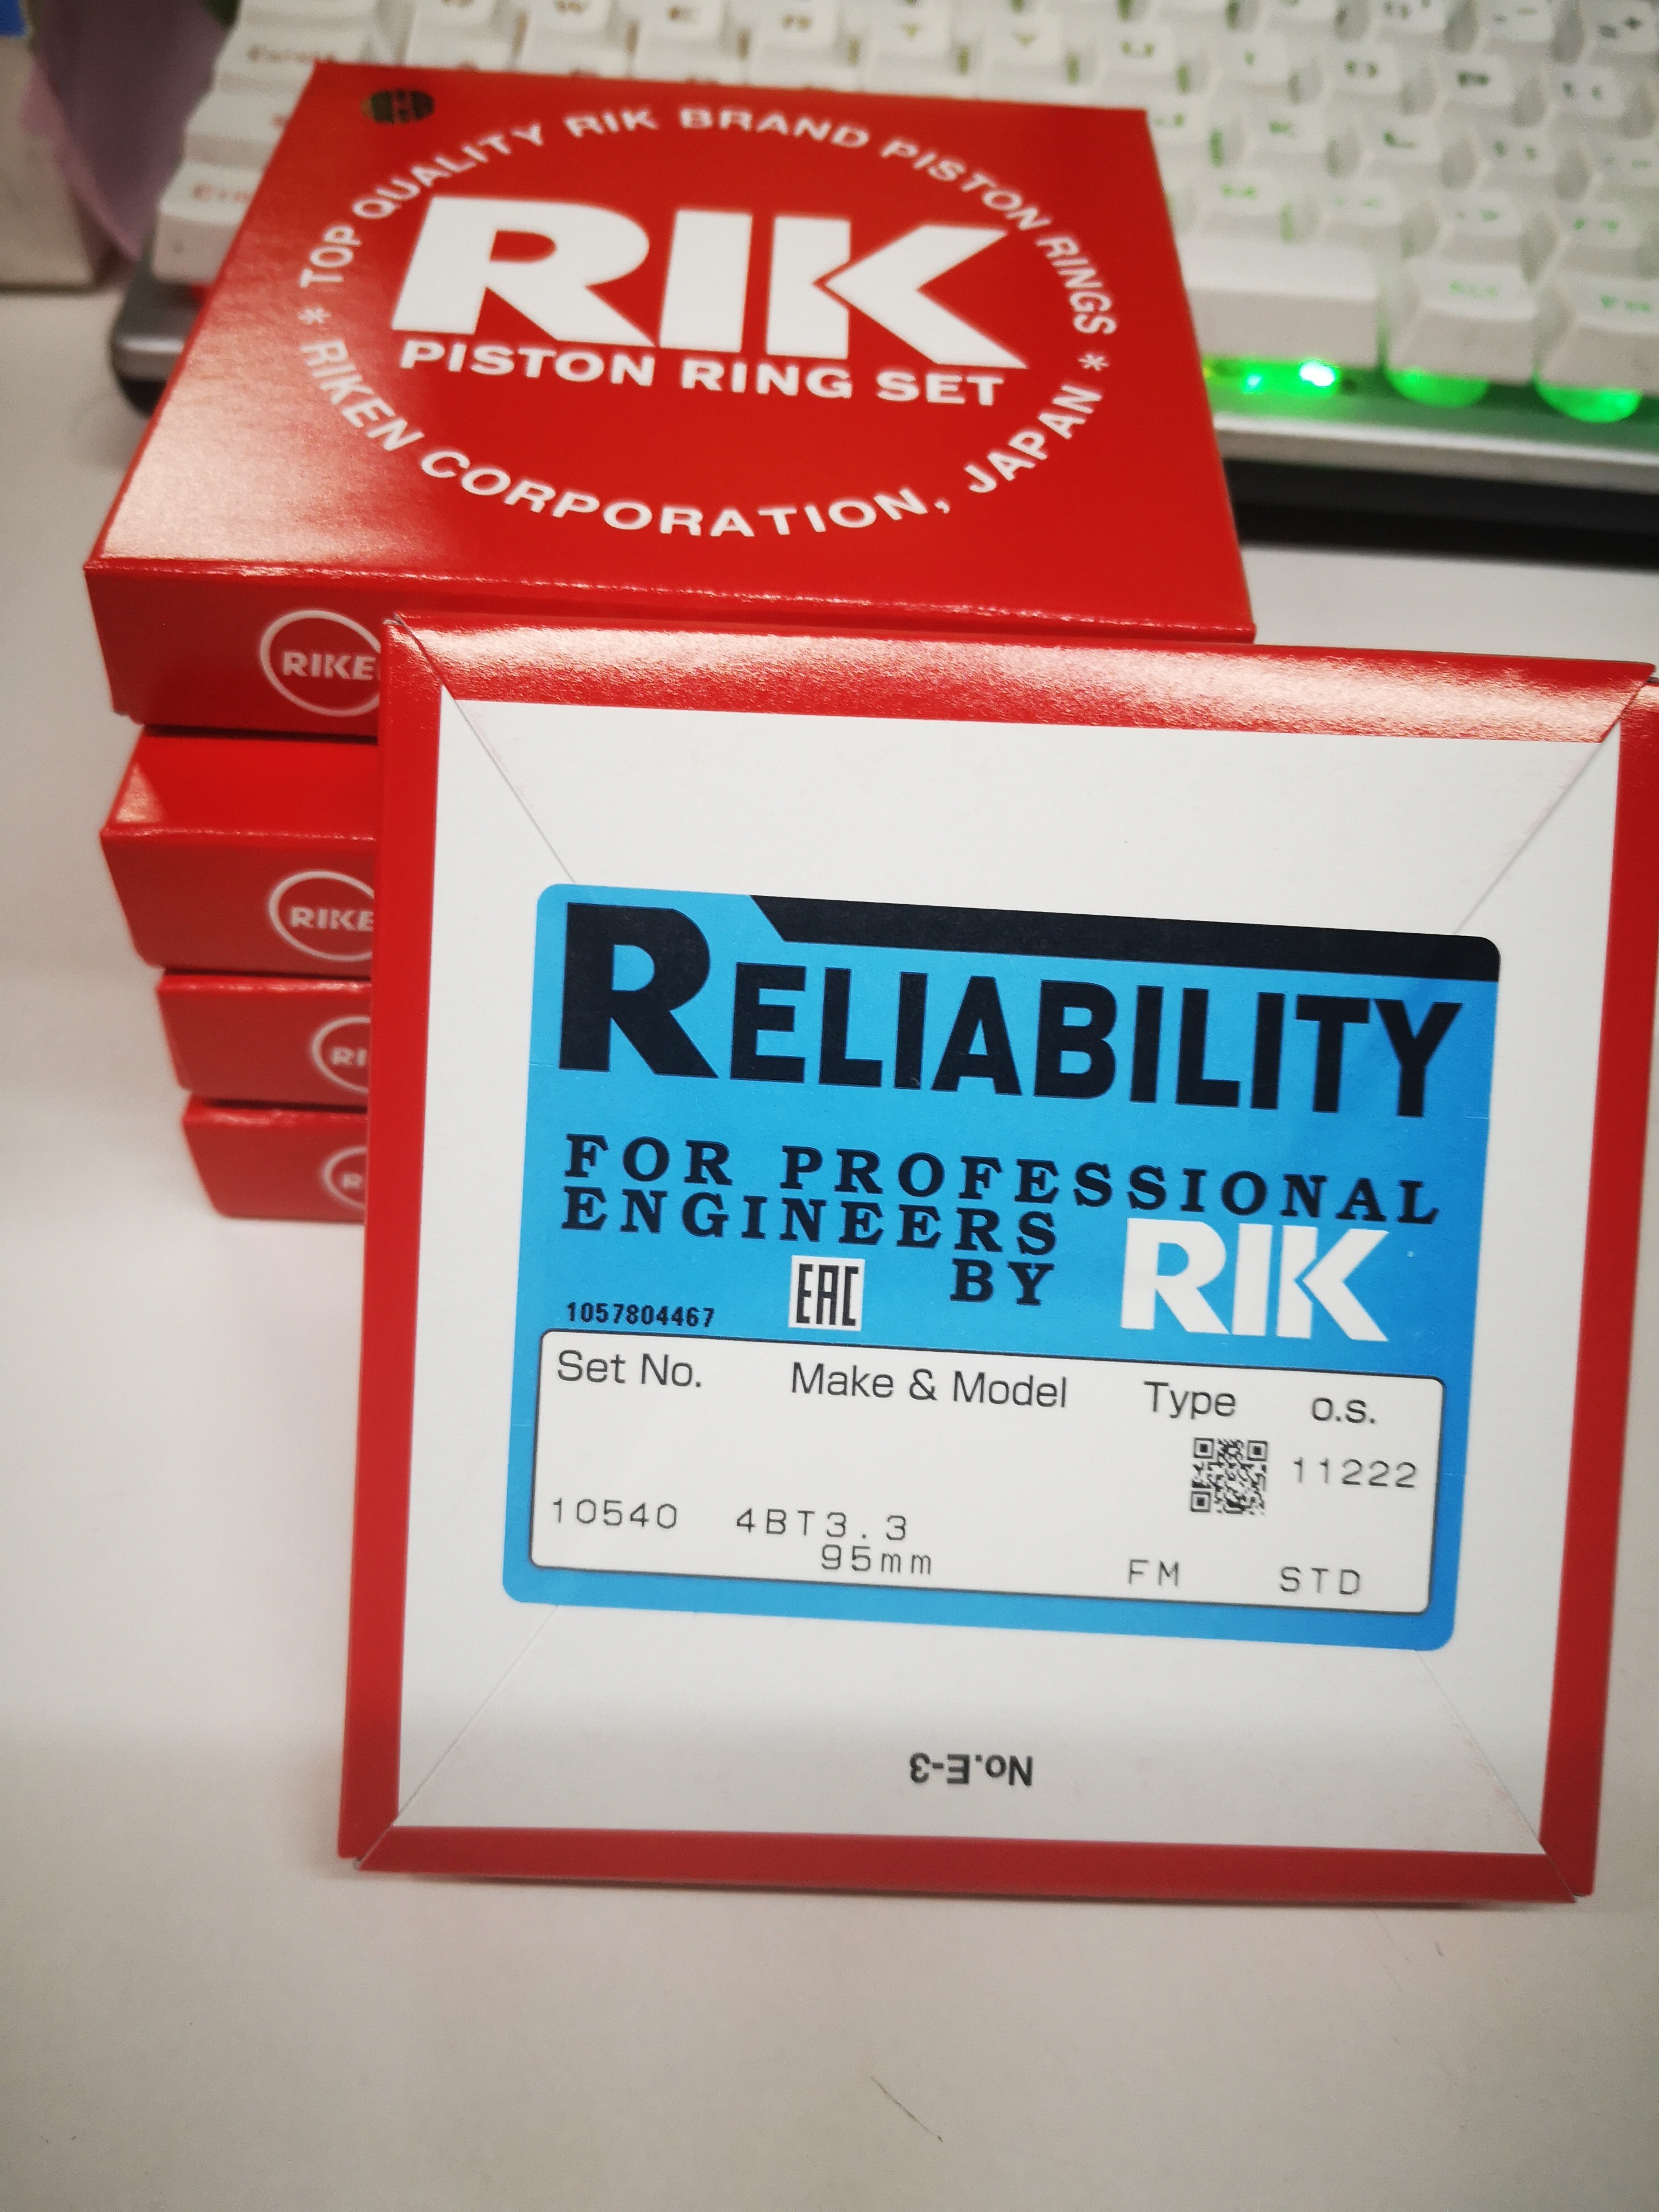 TOP QUALITY RIK BRAND PISTON RINGS
RIK
PISTON RING SET
* RIKEN CORPORATION, JAPAN *
RIKE
RIKE
RI
R
RELIABILITY
FOR PROFESSIONAL
ENGINEERS
BY RIK
EAC
1057804467
Set No. Make & Model Type o.s.
11222
10540 4BT3.3
95mm FM STD
No.E-3